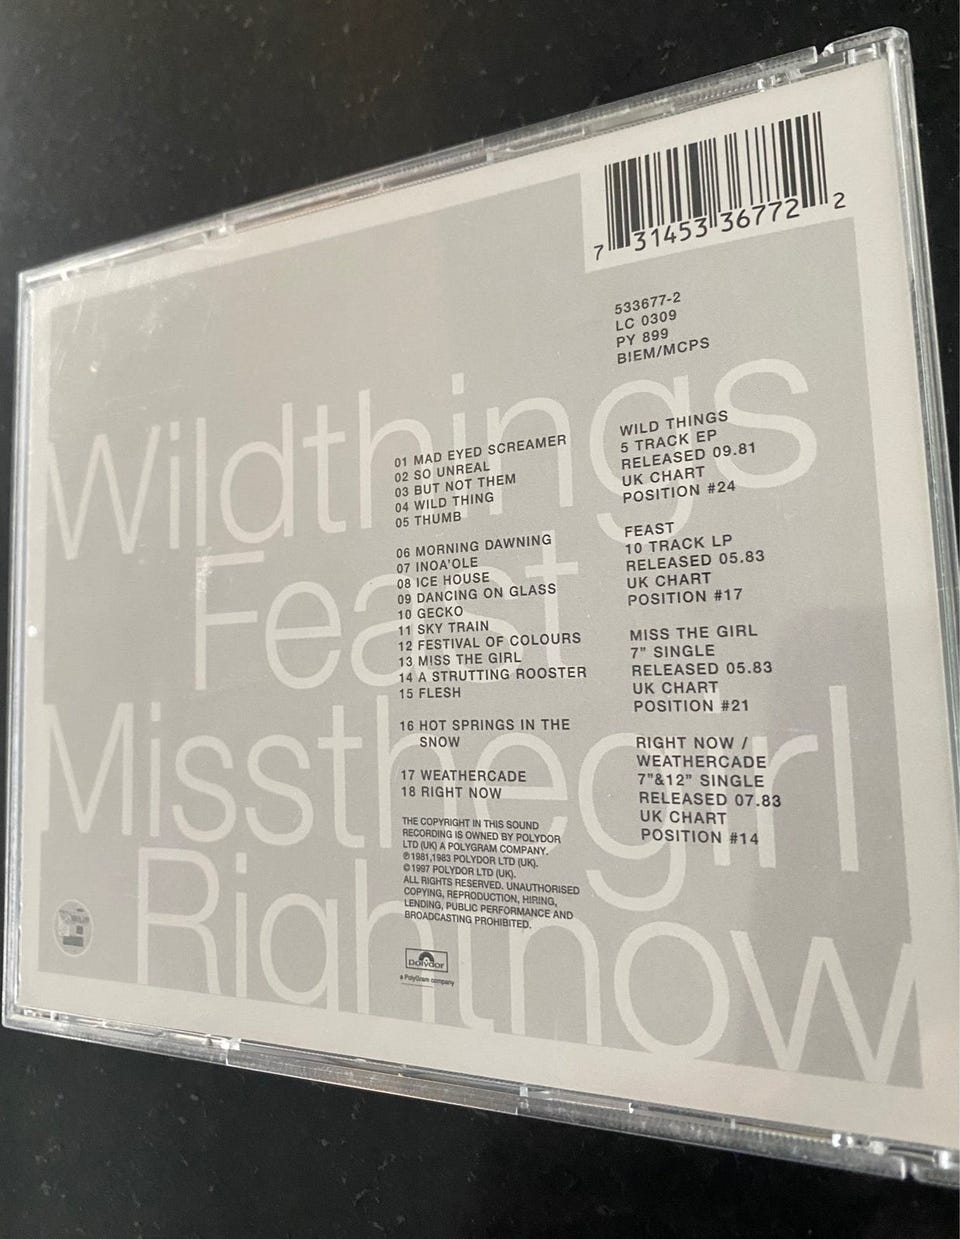 7 31453 36772 2
533677-2
LC 0309
PY 899
BIEM/MCPS
Wildthings
Feast
Missthegirl
Rightnow
01 MAD EYED SCREAMER
02 SO UNREAL
03 BUT NOT THEM
04 WILD THING
05 THUMB
06 MORNING DAWNING
07 INOA'OLE
08 ICE HOUSE
09 DANCING ON GLASS
10 GECKO
11 SKY TRAIN
12 FESTIVAL OF COLOURS
13 MISS THE GIRL
14 A STRUTTING ROOSTER
15 FLESH
16 HOT SPRINGS IN THE
SNOW
17 WEATHERCADE
18 RIGHT NOW
THE COPYRIGHT IN THIS SOUND
RECORDING IS OWNED BY POLYDOR
LTD (UK) A POLYGRAM COMPANY.
℗1981,1983 POLYDOR LTD (UK).
©1997 POLYDOR LTD (UK).
ALL RIGHTS RESERVED. UNAUTHORISED
COPYING, REPRODUCTION, HIRING,
LENDING, PUBLIC PERFORMANCE AND
BROADCASTING PROHIBITED.
Polydor
a PolyGram company
WILD THINGS
5 TRACK EP
RELEASED 09.81
UK CHART
POSITION #24
FEAST
10 TRACK LP
RELEASED 05.83
UK CHART
POSITION #17
MISS THE GIRL
7" SINGLE
RELEASED 05.83
UK CHART
POSITION #21
RIGHT NOW /
WEATHERCADE
7"&12" SINGLE
RELEASED 07.83
UK CHART
POSITION #14